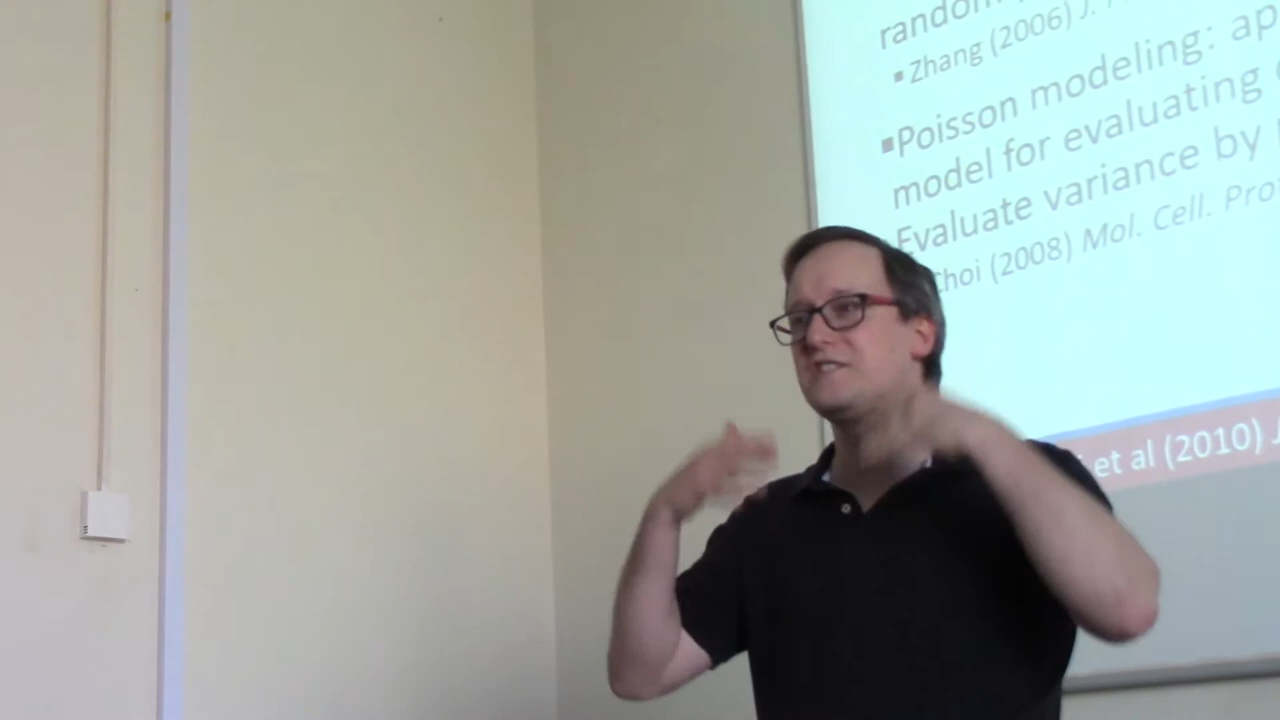 random
▪ Zhang (2006) J.
▪Poisson modeling: ap
model for evaluating
Evaluate variance by
Choi (2008) Mol. Cell. Pro
et al (2010)